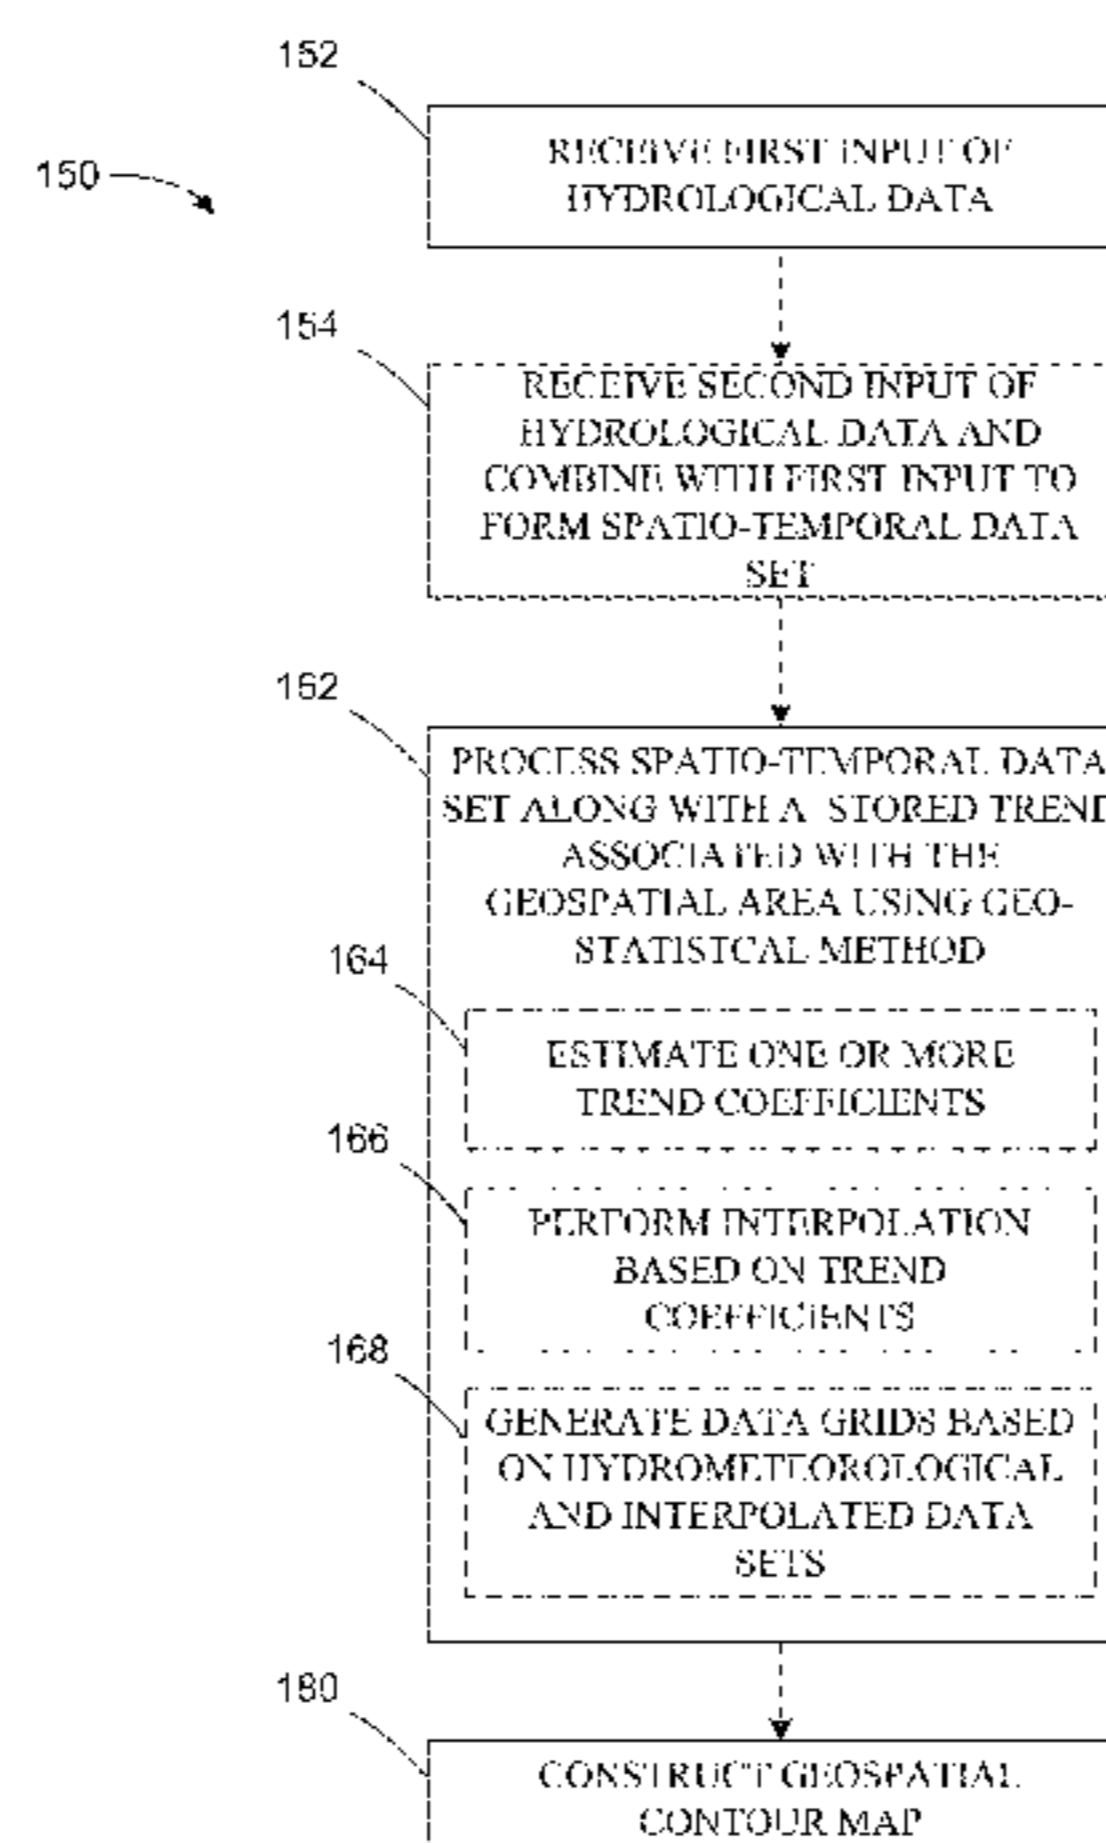 152
RECEIVE FIRST INPUT OF
HYDROLOGICAL DATA
150
154
RECEIVE SECOND INPUT OF
HYDROLOGICAL DATA AND
COMBINE WITH FIRST INPUT TO
FORM SPATIO-TEMPORAL DATA
SET
162
PROCESS SPATIO-TEMPORAL DATA
SET ALONG WITH A STORED TREND
ASSOCIATED WITH THE
GEOSPATIAL AREA USING GEO-
STATISTCAL METHOD
164
ESTIMATE ONE OR MORE
TREND COEFFICIENTS
166
PERFORM INTERPOLATION
BASED ON TREND
COEFFICIENTS
168
GENERATE DATA GRIDS BASED
ON HYDROMETEOROLOGICAL
AND INTERPOLATED DATA
SETS
180
CONSTRUCT GEOSPATIAL
CONTOUR MAP